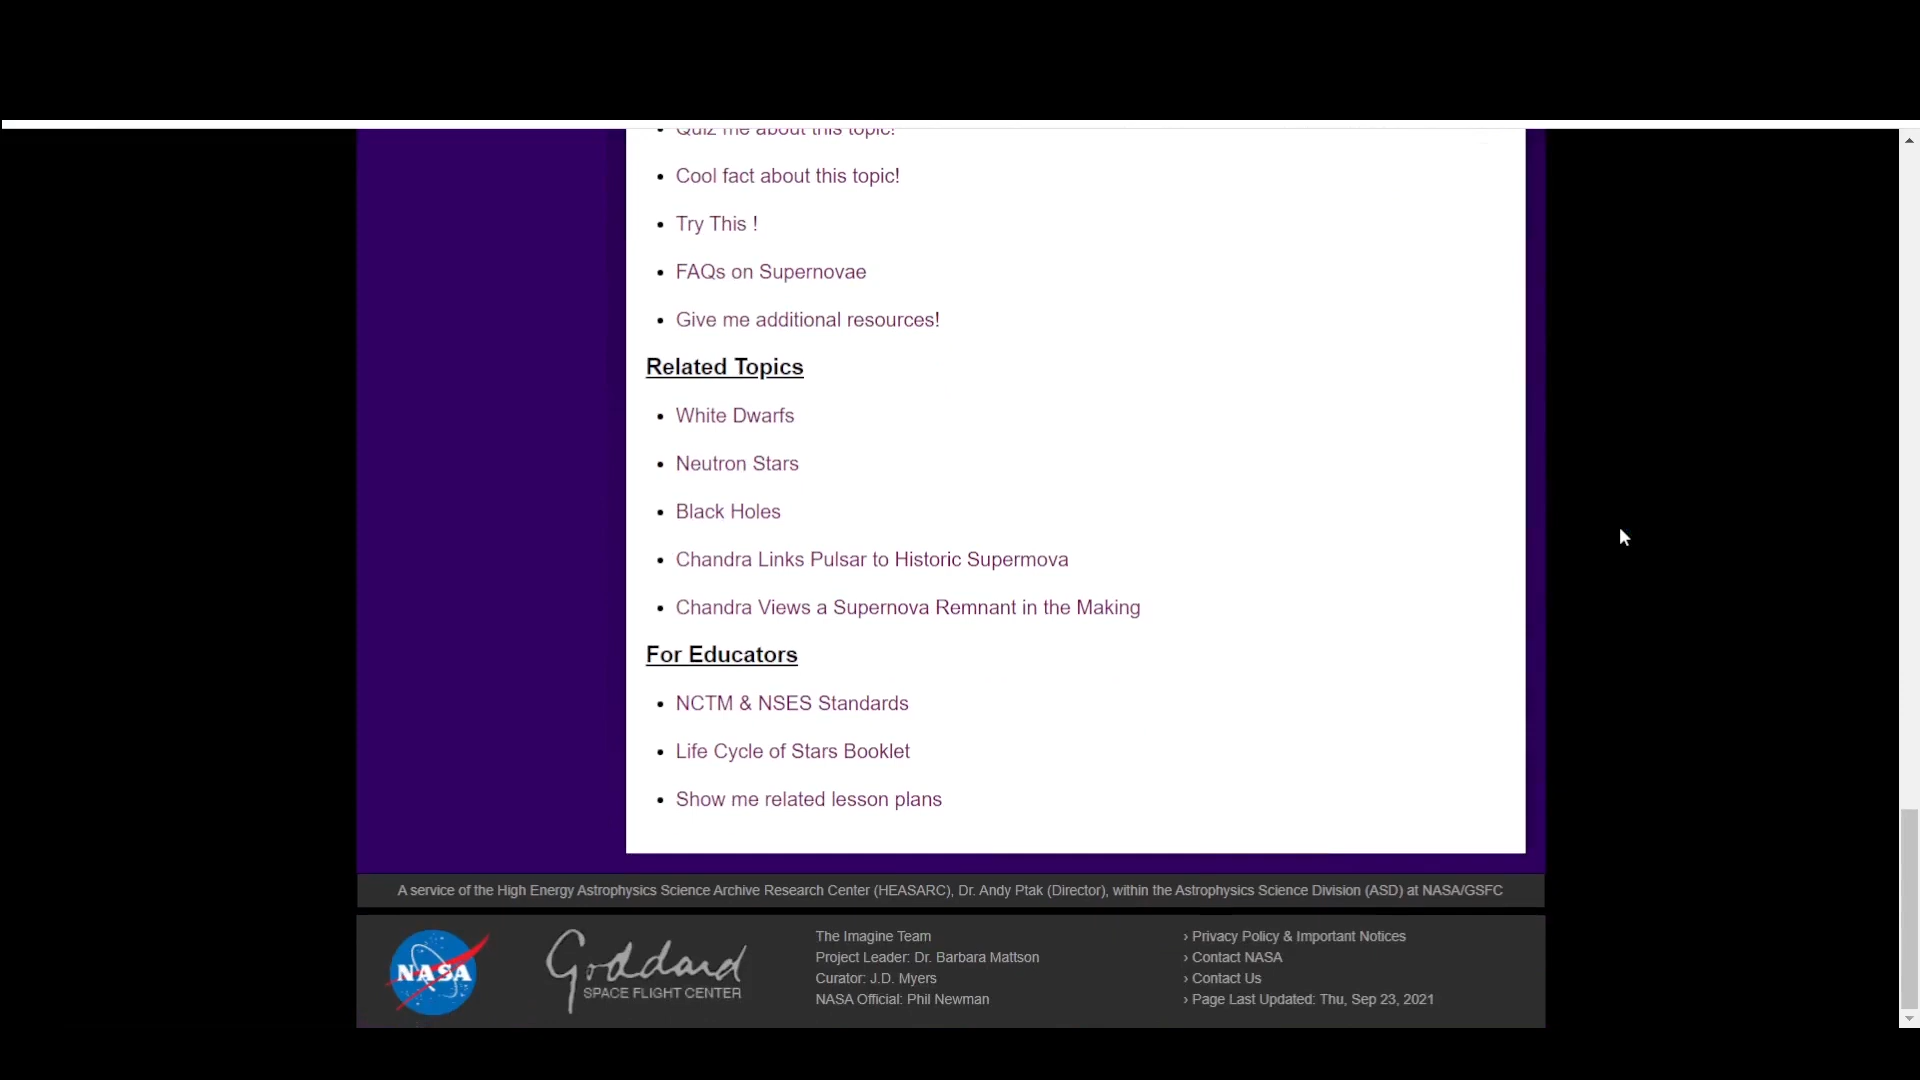 Quiz me about this topic!
Cool fact about this topic!
Try This !
FAQs on Supernovae
Give me additional resources!
Related Topics
White Dwarfs
Neutron Stars
Black Holes
Chandra Links Pulsar to Historic Supermova
Chandra Views a Supernova Remnant in the Making
For Educators
NCTM & NSES Standards
Life Cycle of Stars Booklet
Show me related lesson plans
A service of the High Energy Astrophysics Science Archive Research Center (HEASARC), Dr. Andy Ptak (Director), within the Astrophysics Science Division (ASD) at NASA/GSFC
NASA
Goddard
SPACE FLIGHT CENTER
The Imagine Team
Project Leader: Dr. Barbara Mattson
Curator: J.D. Myers
NASA Official: Phil Newman
› Privacy Policy & Important Notices
› Contact NASA
› Contact Us
› Page Last Updated: Thu, Sep 23, 2021